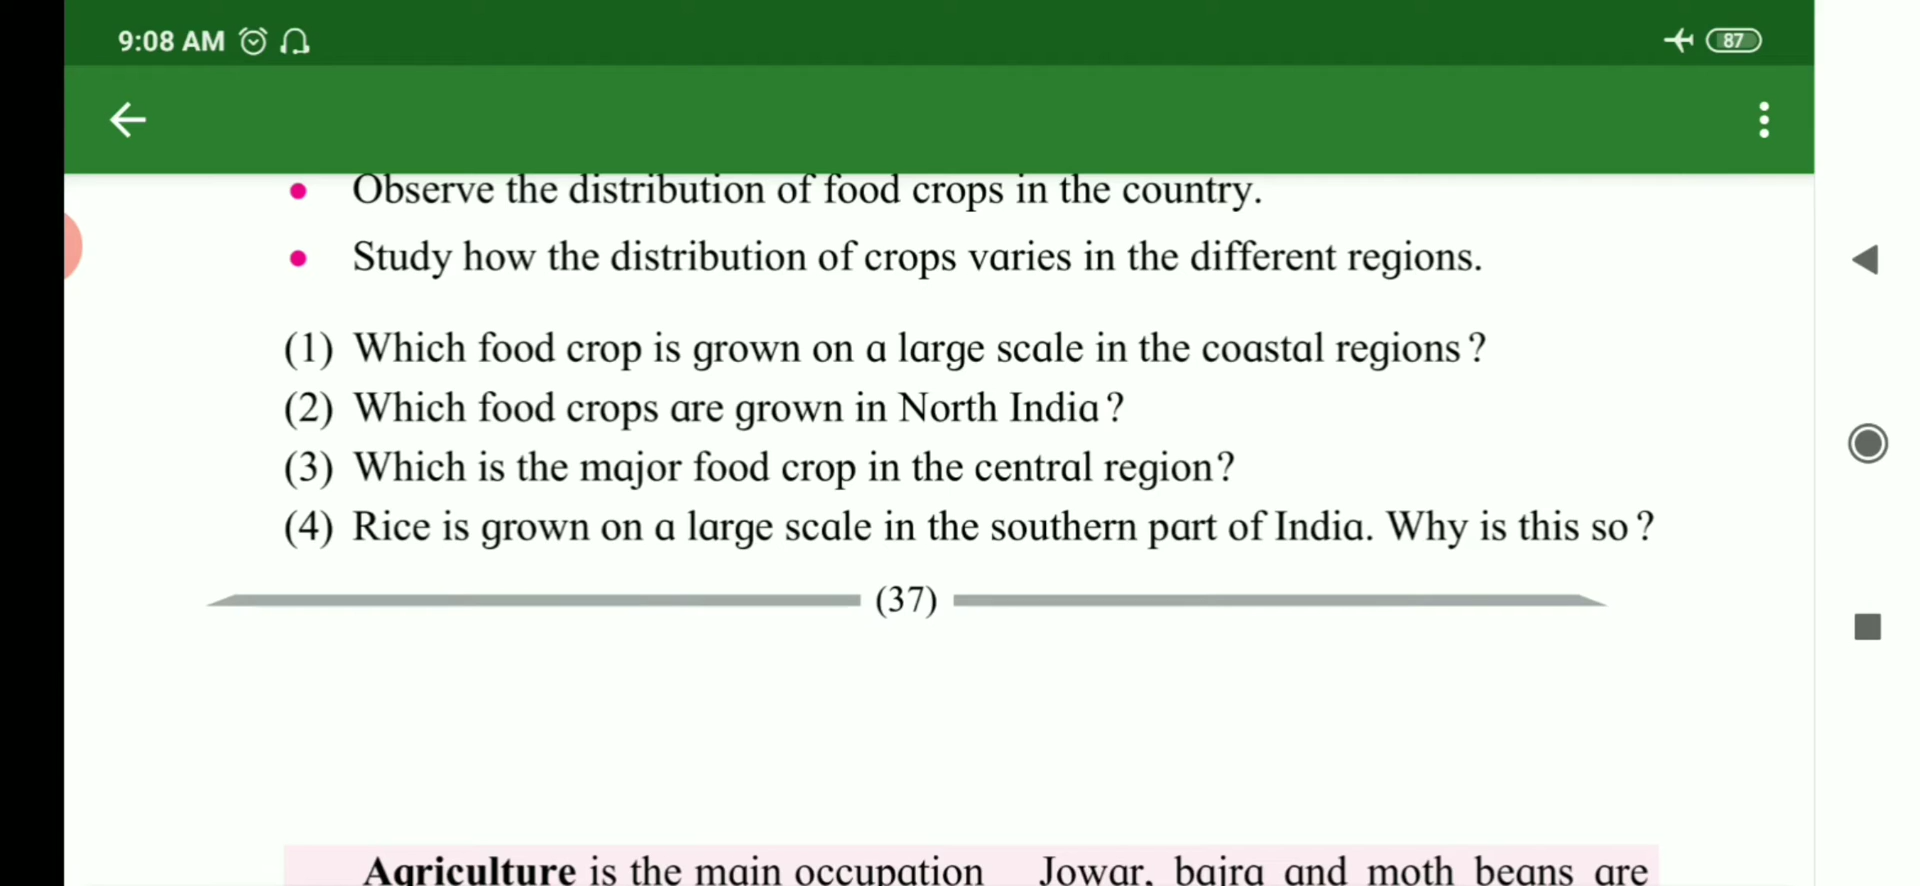 9:08 AM
87
• Observe the distribution of food crops in the country.
• Study how the distribution of crops varies in the different regions.
(1) Which food crop is grown on a large scale in the coastal regions?
(2) Which food crops are grown in North India?
(3) Which is the major food crop in the central region?
(4) Rice is grown on a large scale in the southern part of India. Why is this so?
(37)
Agriculture is the main occupation
Jowar, bajra and moth beans are